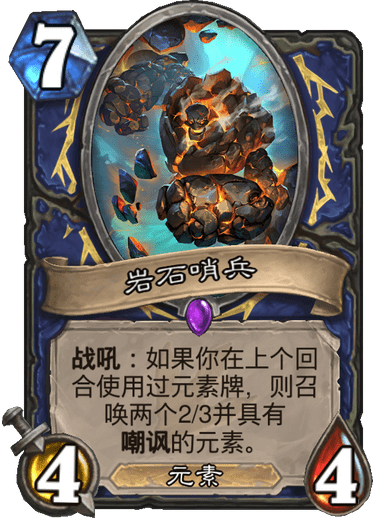 7
岩石哨兵
战吼：如果你在上个回
合使用过元素牌，则召
唤两个2/3并具有
嘲讽的元素。
4
元素
4